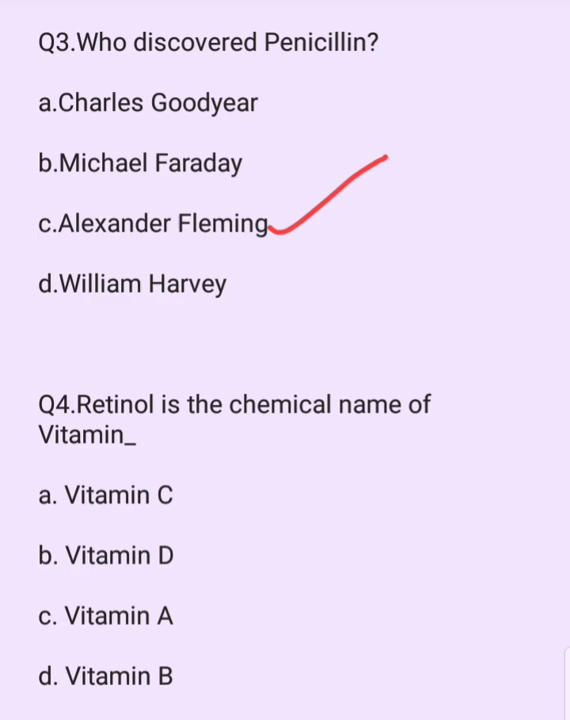 Q3.Who discovered Penicillin?
a.Charles Goodyear
b.Michael Faraday
c.Alexander Fleming
d.William Harvey
Q4.Retinol is the chemical name of
Vitamin_
a. Vitamin C
b. Vitamin D
c. Vitamin A
d. Vitamin B